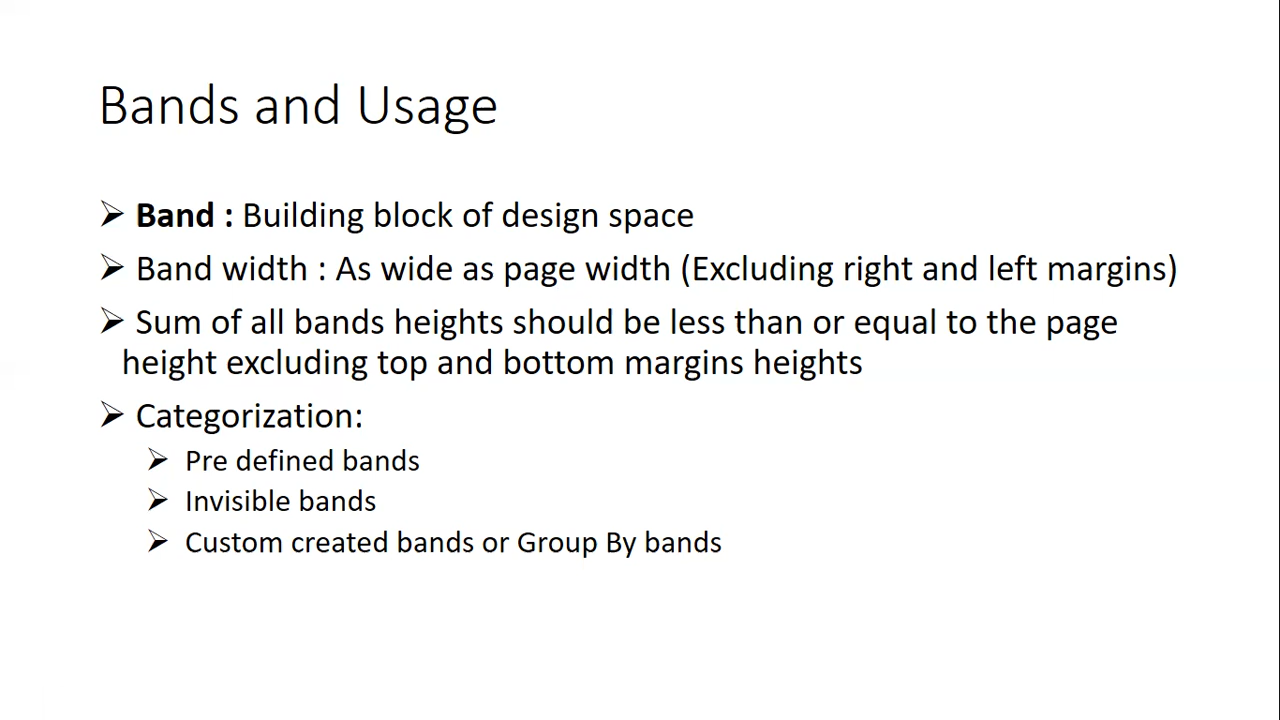 Bands and Usage
➢ Band : Building block of design space
➢ Band width : As wide as page width (Excluding right and left margins)
➢ Sum of all bands heights should be less than or equal to the page
height excluding top and bottom margins heights
➢ Categorization:
➢ Pre defined bands
➢ Invisible bands
➢ Custom created bands or Group By bands